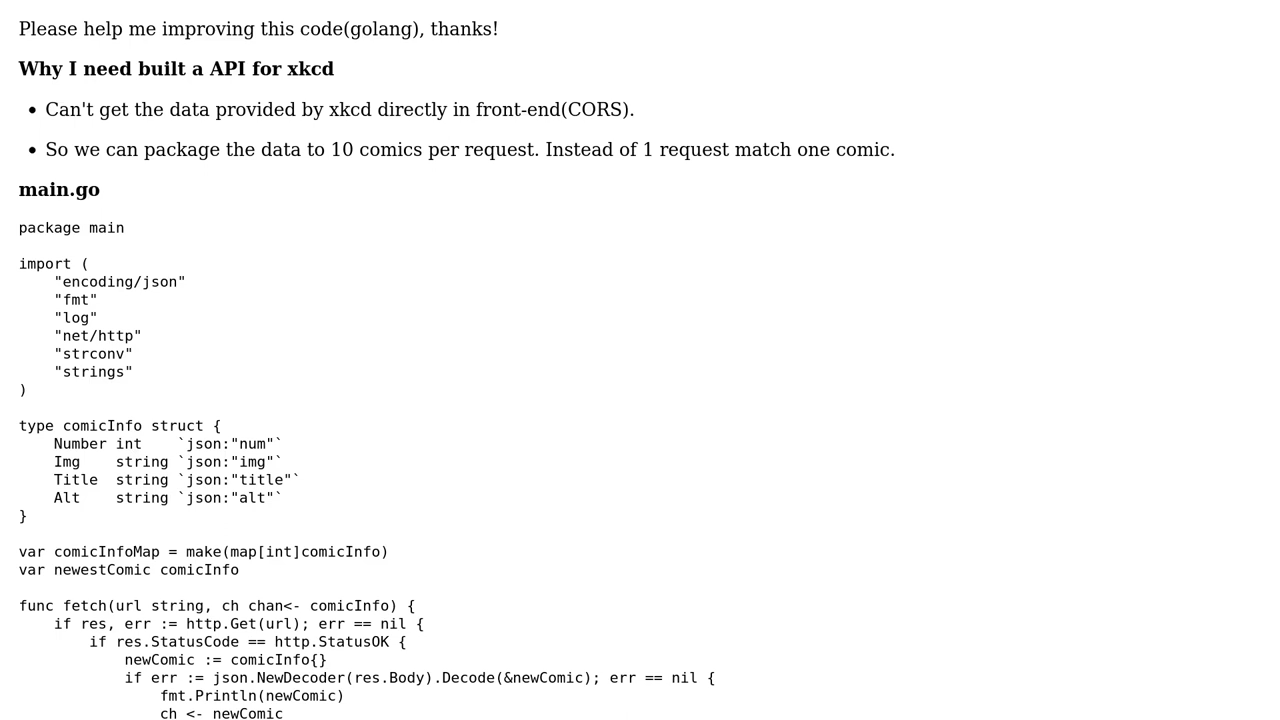 Please help me improving this code(golang), thanks!
Why I need built a API for xkcd
• Can't get the data provided by xkcd directly in front-end(CORS).
• So we can package the data to 10 comics per request. Instead of 1 request match one comic.
main.go
package main
import (
    "encoding/json"
    "fmt"
    "log"
    "net/http"
    "strconv"
    "strings"
)
type comicInfo struct {
    Number int    `json:"num"`
    Img    string `json:"img"`
    Title  string `json:"title"`
    Alt    string `json:"alt"`
}
var comicInfoMap = make(map[int]comicInfo)
var newestComic comicInfo
func fetch(url string, ch chan<- comicInfo) {
    if res, err := http.Get(url); err == nil {
        if res.StatusCode == http.StatusOK {
            newComic := comicInfo{}
            if err := json.NewDecoder(res.Body).Decode(&newComic); err == nil {
                fmt.Println(newComic)
                ch <- newComic